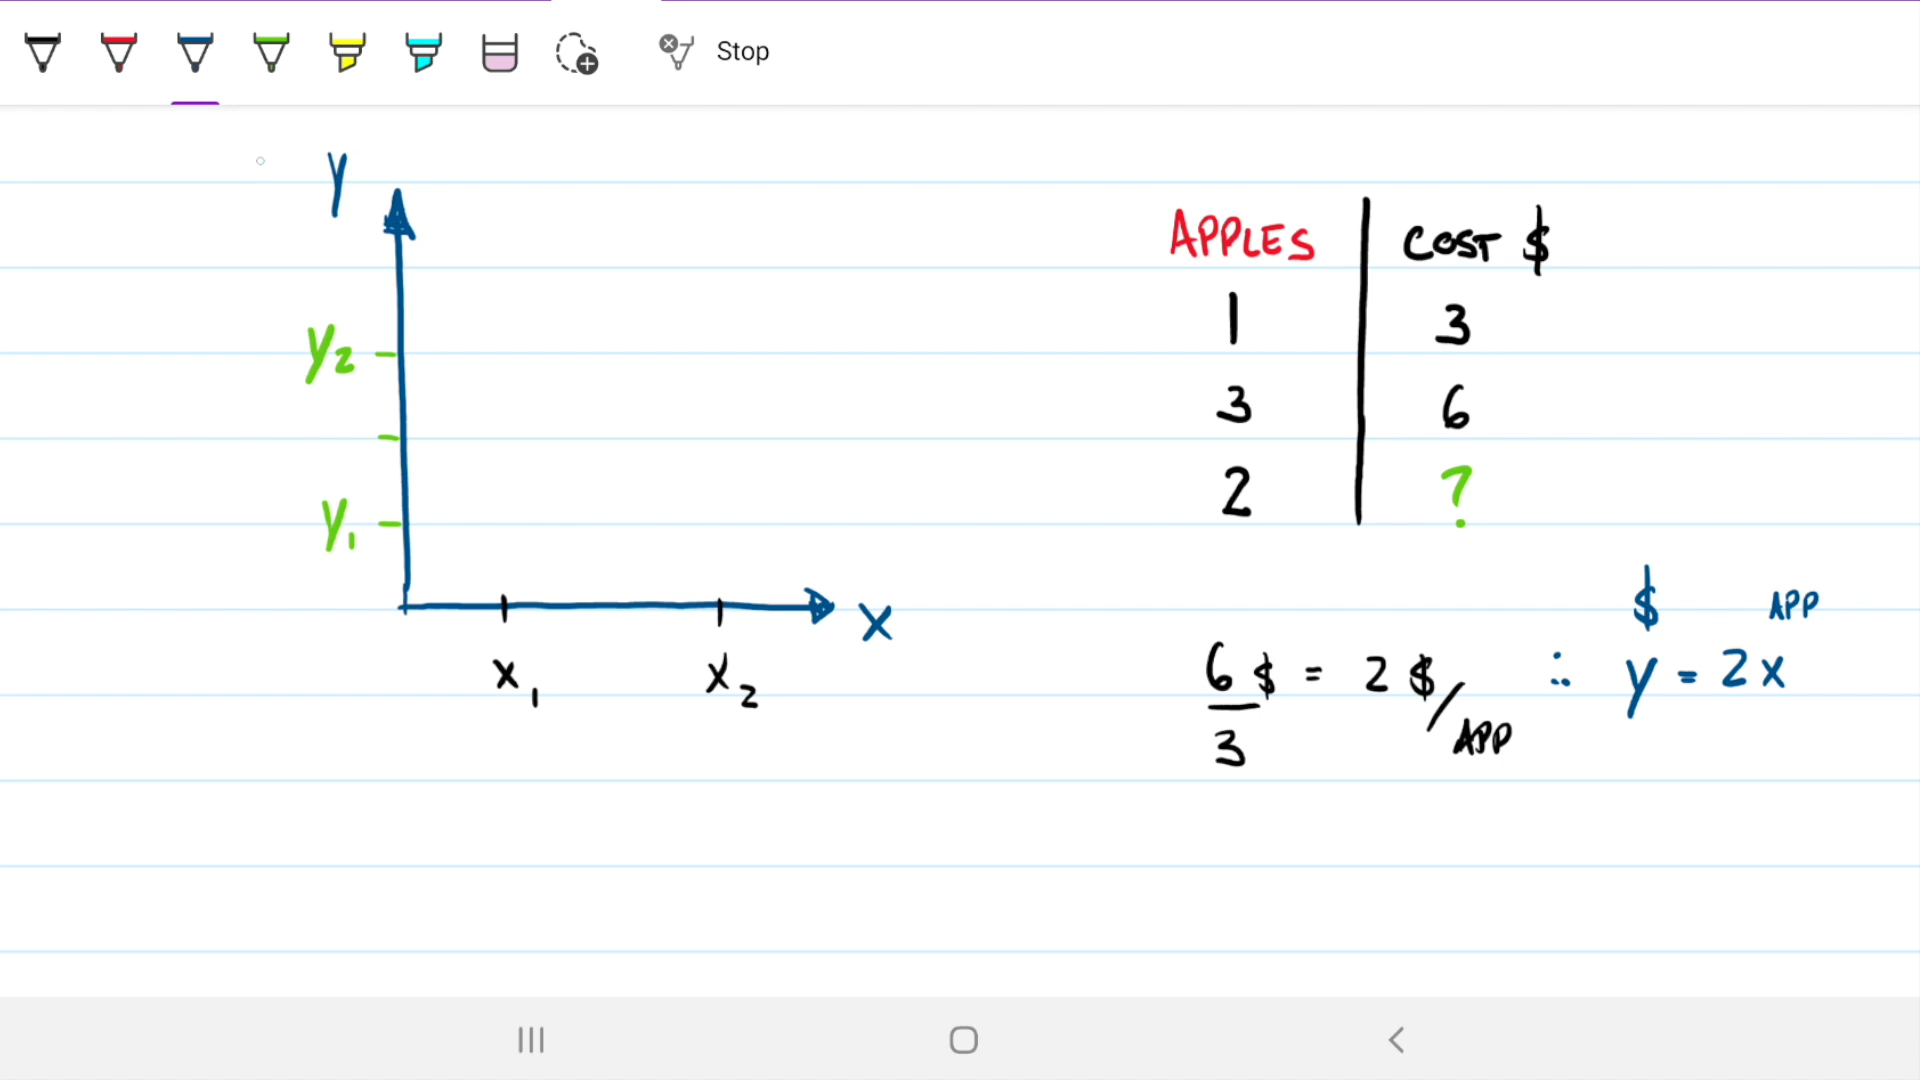 Stop
Y
Y2
Y1
X
X1 X2
APPLES COST $
1 3
3 6
2 ?
$ APP
6 $ = 2 $/APP ∴ y = 2x
3